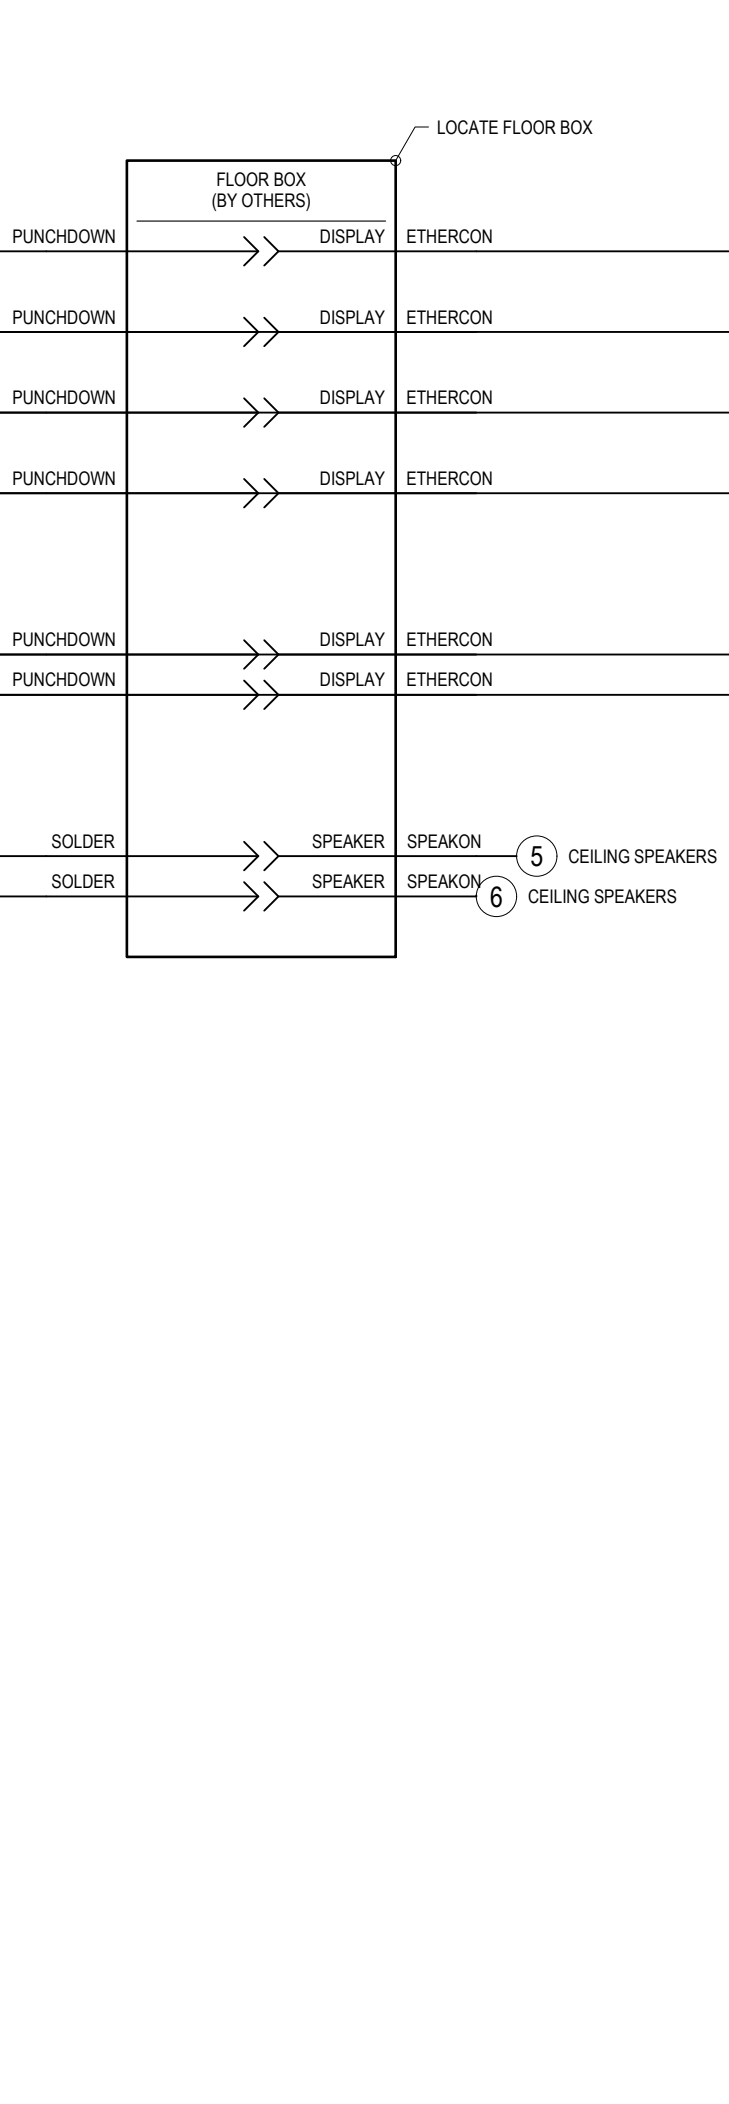 LOCATE FLOOR BOX
FLOOR BOX
(BY OTHERS)
PUNCHDOWN DISPLAY ETHERCON
PUNCHDOWN DISPLAY ETHERCON
PUNCHDOWN DISPLAY ETHERCON
PUNCHDOWN DISPLAY ETHERCON
PUNCHDOWN DISPLAY ETHERCON
PUNCHDOWN DISPLAY ETHERCON
SOLDER SPEAKER SPEAKON 5 CEILING SPEAKERS
SOLDER SPEAKER SPEAKON 6 CEILING SPEAKERS